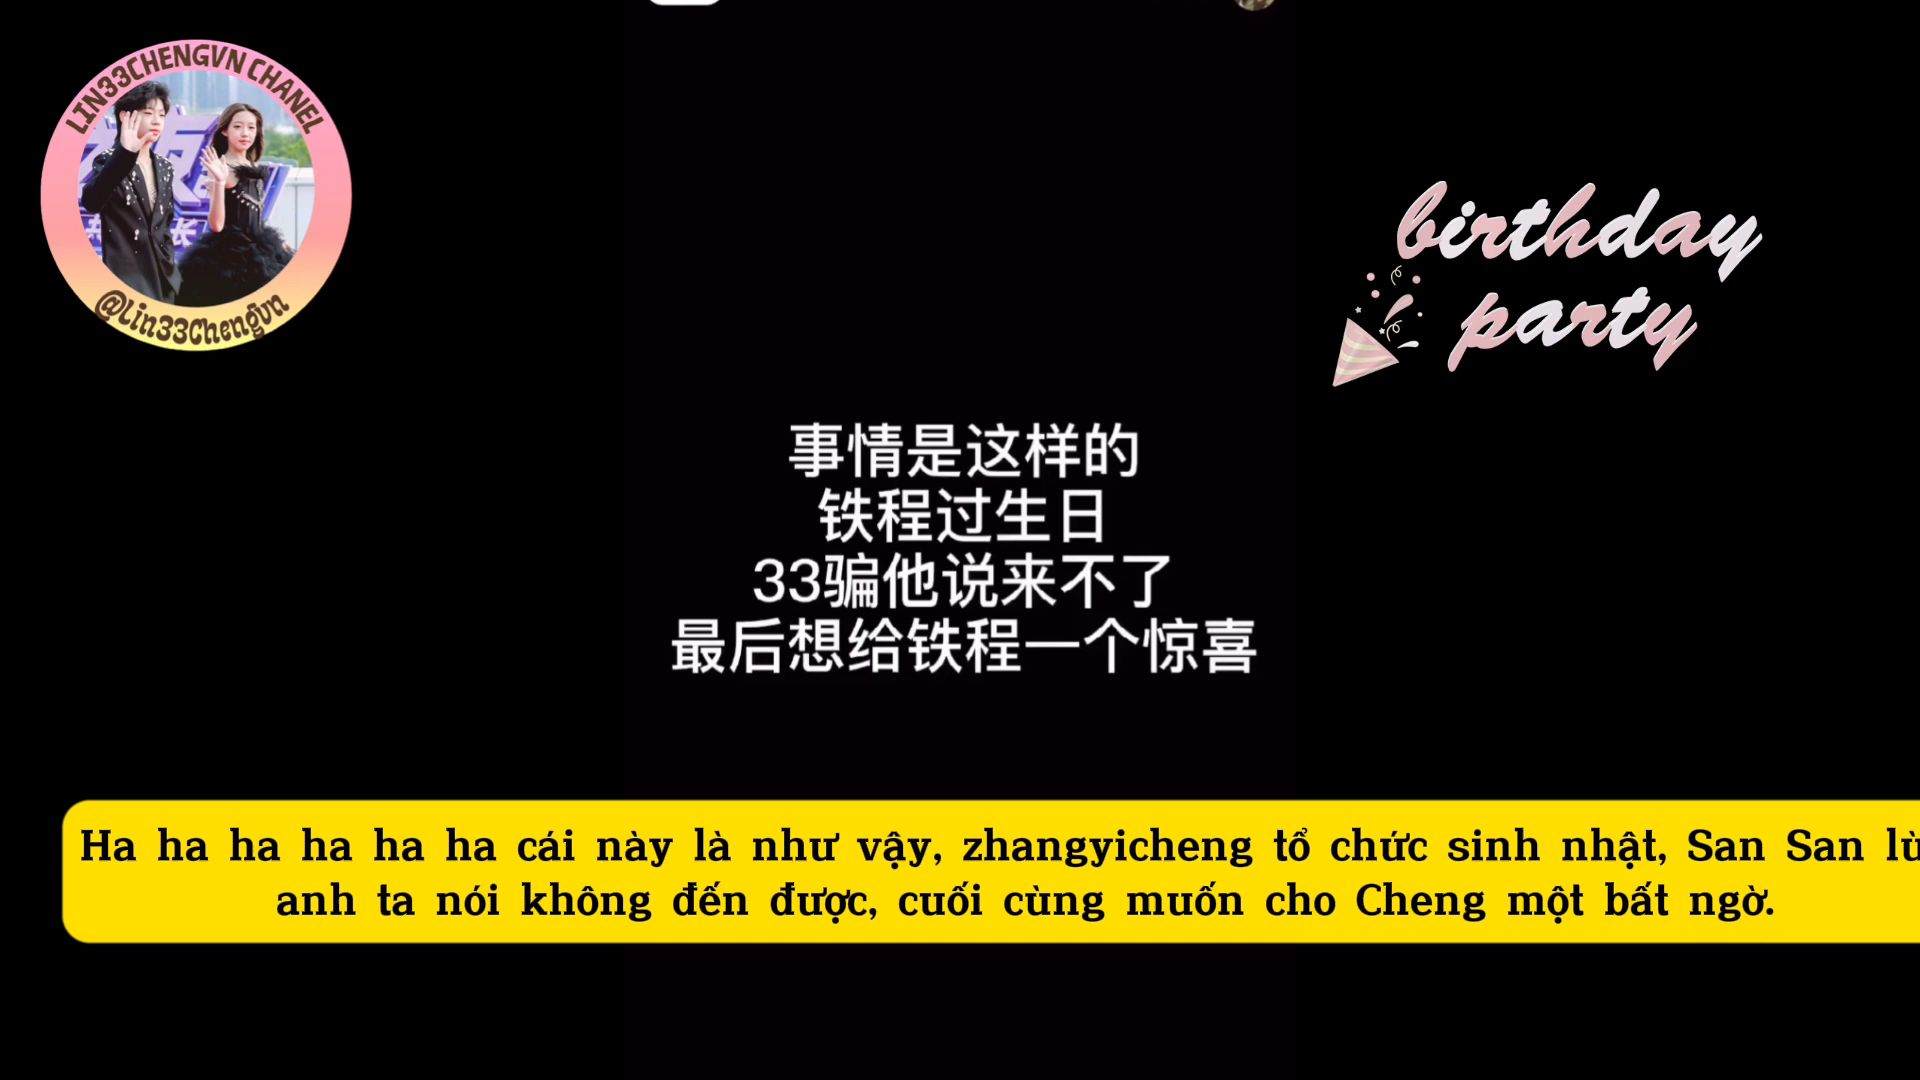 LIN33CHENGVN CHANEL
@Lin33Chengvn
birthday
party
事情是这样的
铁程过生日
33骗他说来不了
最后想给铁程一个惊喜
Ha ha ha ha ha ha cái này là như vậy, zhangyicheng tổ chức sinh nhật, San San lù
anh ta nói không đến được, cuối cùng muốn cho Cheng một bất ngờ.